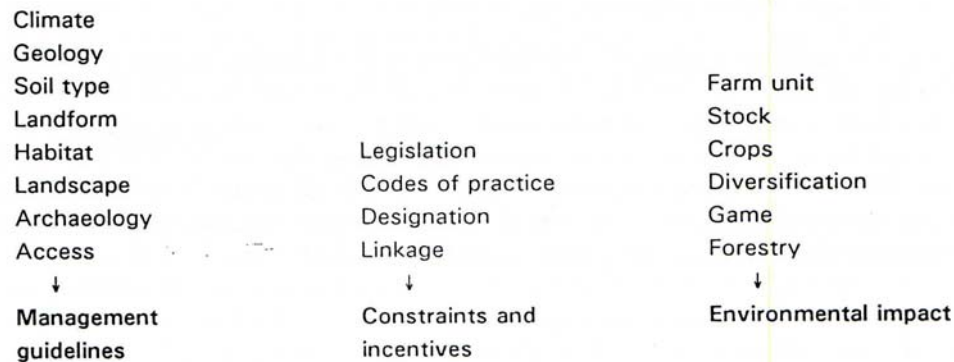 Climate
Geology
Soil type
Landform
Habitat
Landscape
Archaeology
Access
↓
Management
guidelines
Legislation
Codes of practice
Designation
Linkage
↓
Constraints and
incentives
Farm unit
Stock
Crops
Diversification
Game
Forestry
↓
Environmental impact